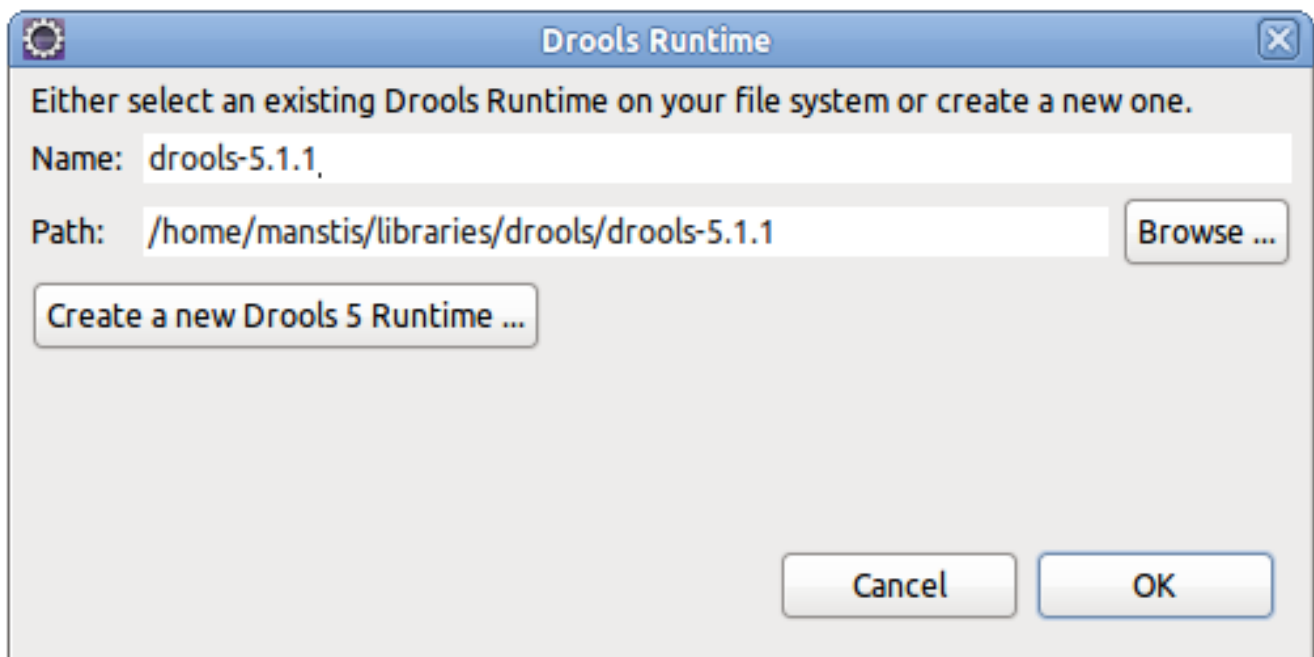 Drools Runtime
Either select an existing Drools Runtime on your file system or create a new one.
Name: drools-5.1.1
Path: /home/manstis/libraries/drools/drools-5.1.1 Browse ...
Create a new Drools 5 Runtime ...
Cancel OK